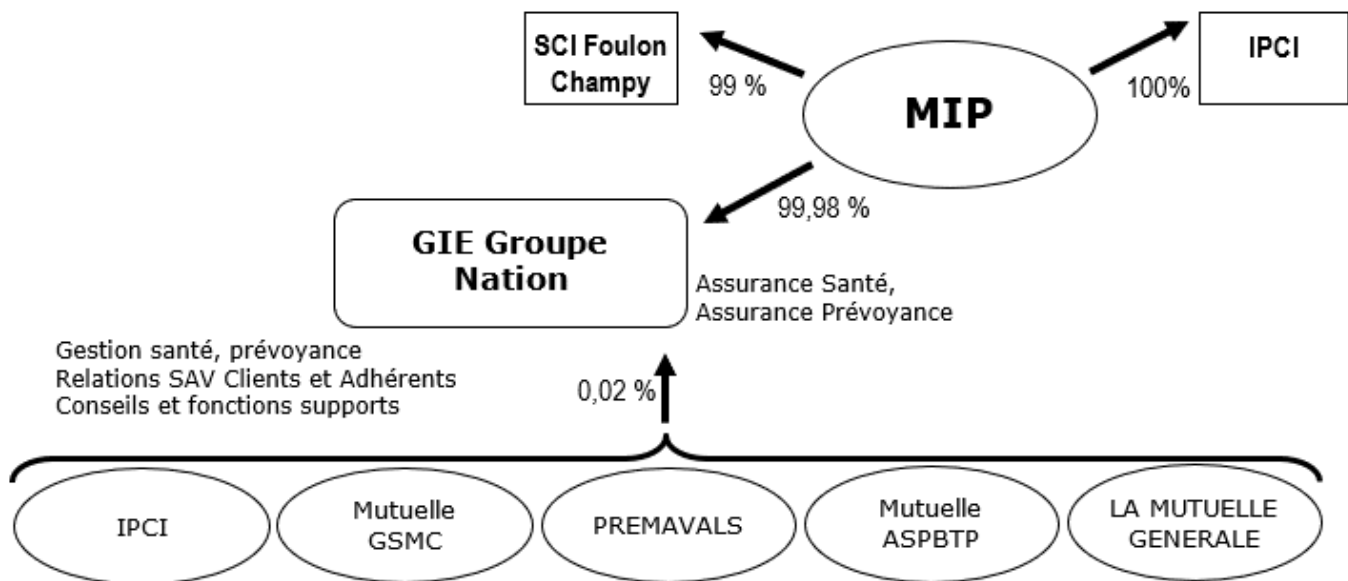 SCI Foulon
Champy
99 %
MIP
100%
IPCI
99,98 %
GIE Groupe
Nation
Assurance Santé,
Assurance Prévoyance
Gestion santé, prévoyance
Relations SAV Clients et Adhérents
Conseils et fonctions supports
0,02 %
IPCI
Mutuelle
GSMC
PREMAVALS
Mutuelle
ASPBTP
LA MUTUELLE
GENERALE